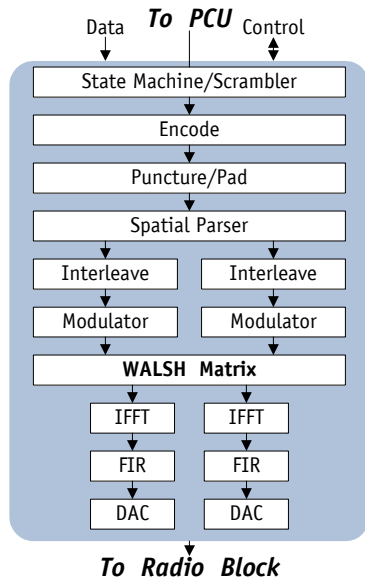 To PCU
Data
Control
State Machine/Scrambler
Encode
Puncture/Pad
Spatial Parser
Interleave
Interleave
Modulator
Modulator
WALSH Matrix
IFFT
IFFT
FIR
FIR
DAC
DAC
To Radio Block